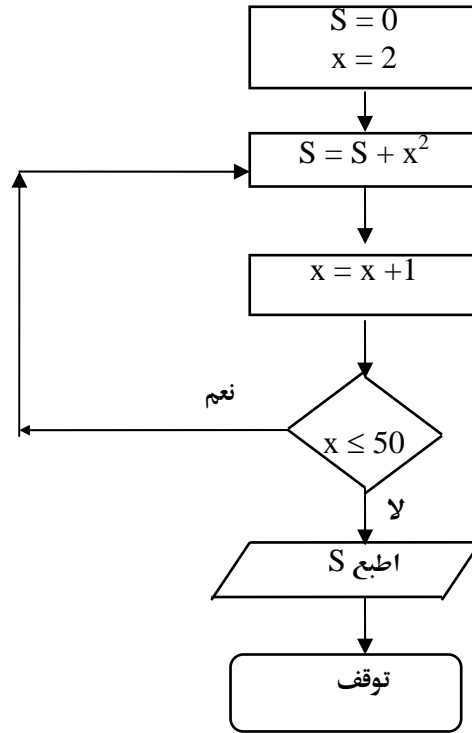 S = 0
x = 2
S = S + x²
x = x +1
نعم
x ≤ 50
لا
اطبع S
توقف